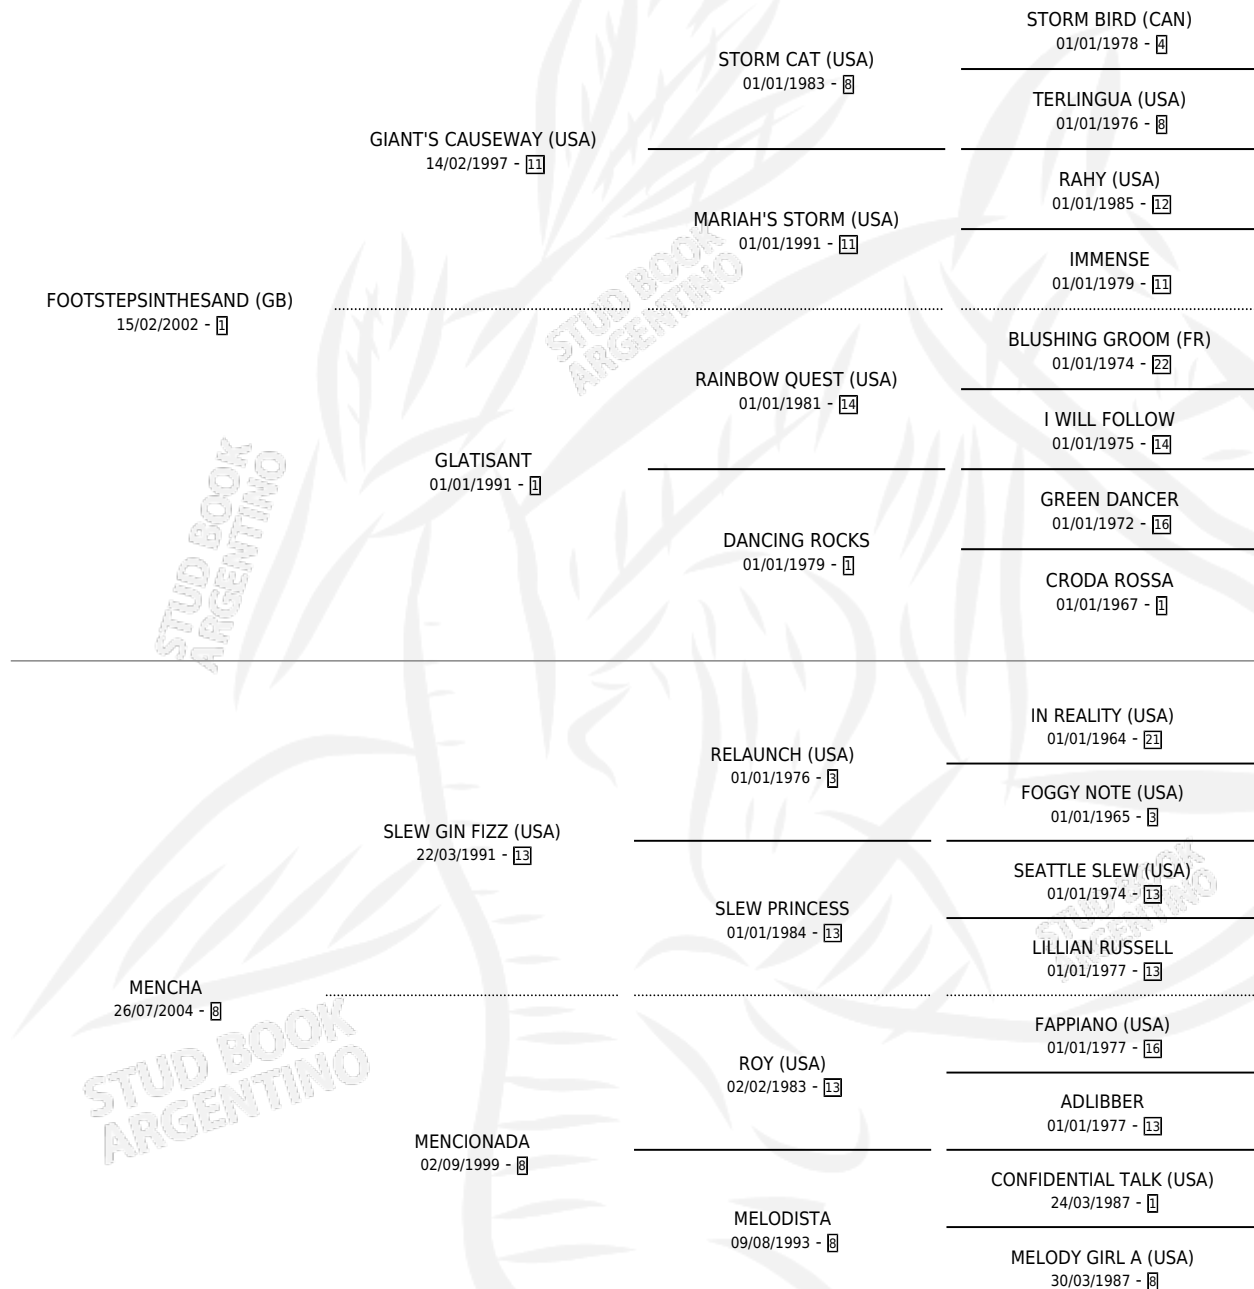 STORM BIRD (CAN)
01/01/1978 - 4
STORM CAT (USA)
01/01/1983 - 8
TERLINGUA (USA)
01/01/1976 - 8
GIANT'S CAUSEWAY (USA)
14/02/1997 - 11
RAHY (USA)
01/01/1985 - 12
MARIAH'S STORM (USA)
01/01/1991 - 11
IMMENSE
01/01/1979 - 11
FOOTSTEPSINTHESAND (GB)
15/02/2002 - 1
BLUSHING GROOM (FR)
01/01/1974 - 22
RAINBOW QUEST (USA)
01/01/1981 - 14
I WILL FOLLOW
01/01/1975 - 14
GLATISANT
01/01/1991 - 1
GREEN DANCER
01/01/1972 - 16
DANCING ROCKS
01/01/1979 - 1
CRODA ROSSA
01/01/1967 - 1
IN REALITY (USA)
01/01/1964 - 21
RELAUNCH (USA)
01/01/1976 - 3
FOGGY NOTE (USA)
01/01/1965 - 3
SLEW GIN FIZZ (USA)
22/03/1991 - 13
SEATTLE SLEW (USA)
01/01/1974 - 13
SLEW PRINCESS
01/01/1984 - 13
LILLIAN RUSSELL
01/01/1977 - 13
MENCHA
26/07/2004 - 8
FAPPIANO (USA)
01/01/1977 - 16
ROY (USA)
02/02/1983 - 13
ADLIBBER
01/01/1977 - 13
MENCIONADA
02/09/1999 - 8
CONFIDENTIAL TALK (USA)
24/03/1987 - 1
MELODISTA
09/08/1993 - 8
MELODY GIRL A (USA)
30/03/1987 - 8
STUD BOOK
ARGENTINO
STUD BOOK
ARGENTINO
STUD BOOK
ARGENTINO
STUD BOOK
ARGENTINO